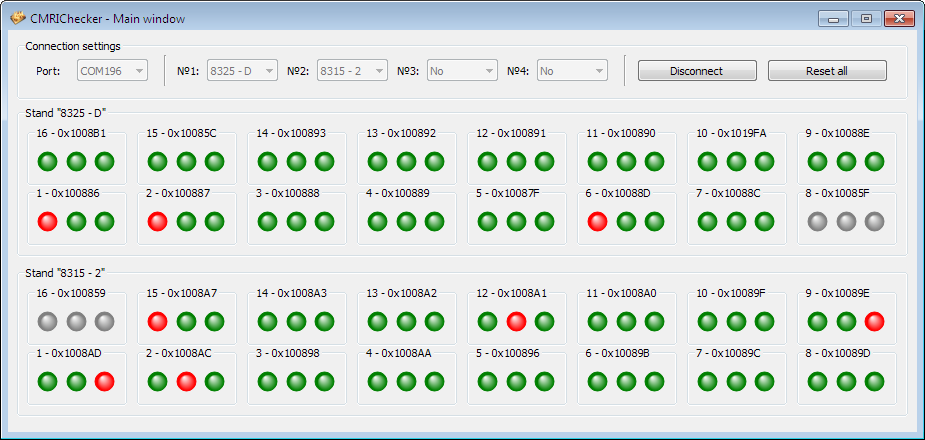 CMRIChecker - Main window
Connection settings
Port: COM196 №1: 8325 - D №2: 8315 - 2 №3: No №4: No Disconnect Reset all
Stand "8325 - D"
16 - 0x1008B1 15 - 0x10085C 14 - 0x100893 13 - 0x100892 12 - 0x100891 11 - 0x100890 10 - 0x1019FA 9 - 0x10088E
1 - 0x100886 2 - 0x100887 3 - 0x100888 4 - 0x100889 5 - 0x10087F 6 - 0x10088D 7 - 0x10088C 8 - 0x10085F
Stand "8315 - 2"
16 - 0x100859 15 - 0x1008A7 14 - 0x1008A3 13 - 0x1008A2 12 - 0x1008A1 11 - 0x1008A0 10 - 0x10089F 9 - 0x10089E
1 - 0x1008AD 2 - 0x1008AC 3 - 0x100898 4 - 0x1008AA 5 - 0x100896 6 - 0x10089B 7 - 0x10089C 8 - 0x10089D